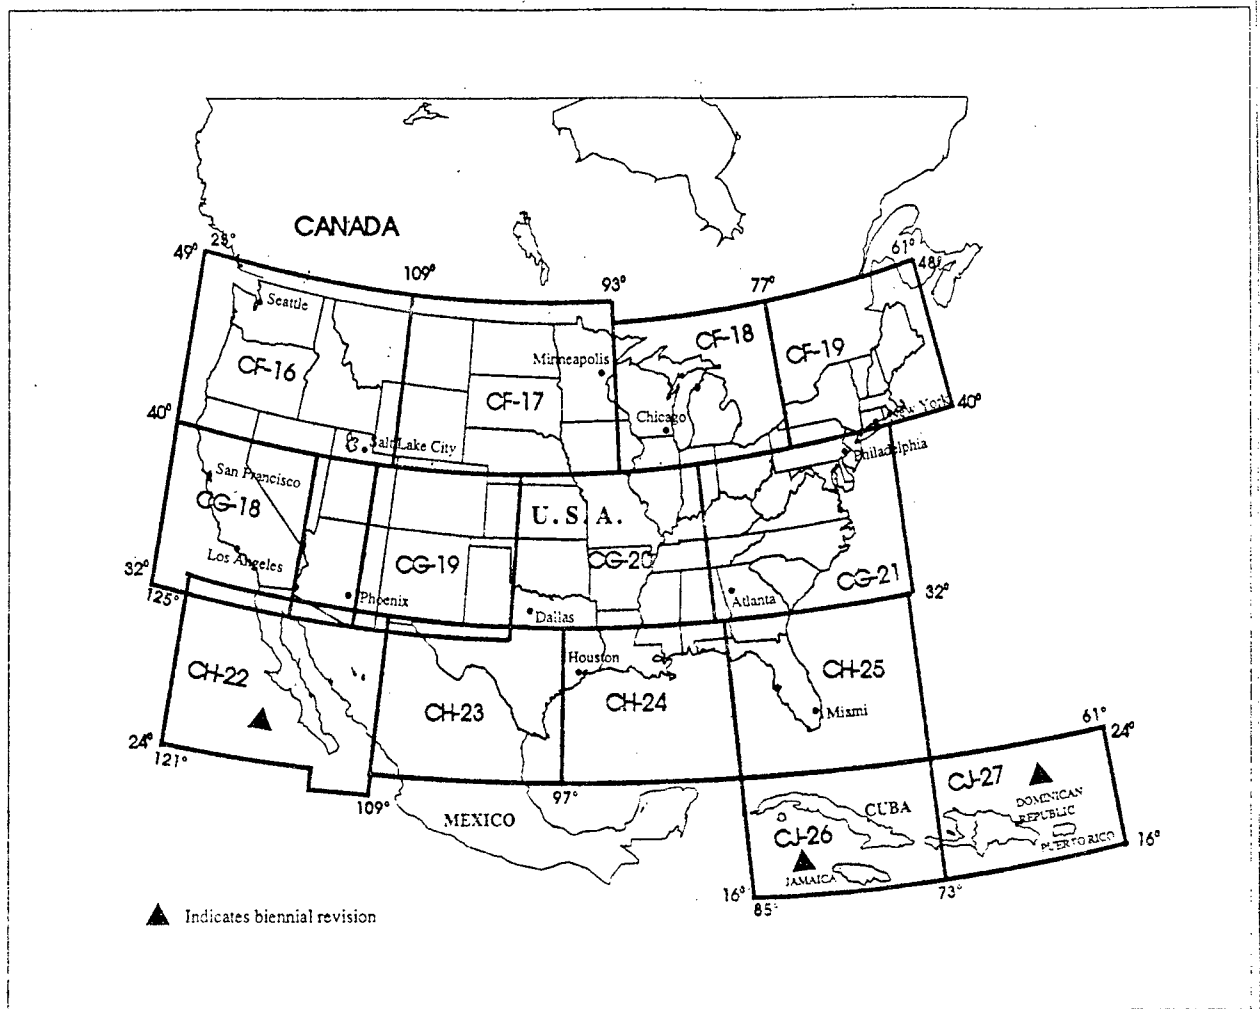 CANADA
49° 25°
109°
93°
77°
61°
48°
Seattle
CF-16
Minneapolis
CF-17
CF-18
CF-19
Chicago
New York
40°
40°
Salt Lake City
Philadelphia
San Francisco
CG-18
U.S.A.
Los Angeles
CG-19
CG-20
CG-21
32°
125°
Phoenix
Dallas
Atlanta
32°
Houston
CH-22
CH-23
CH-24
CH-25
Miami
24°
121°
109°
97°
61°
24°
MEXICO
CUBA
CJ-27
DOMINICAN
REPUBLIC
PUERTO RICO
16°
CJ-26
JAMAICA
16°
85°
73°
▲ Indicates biennial revision